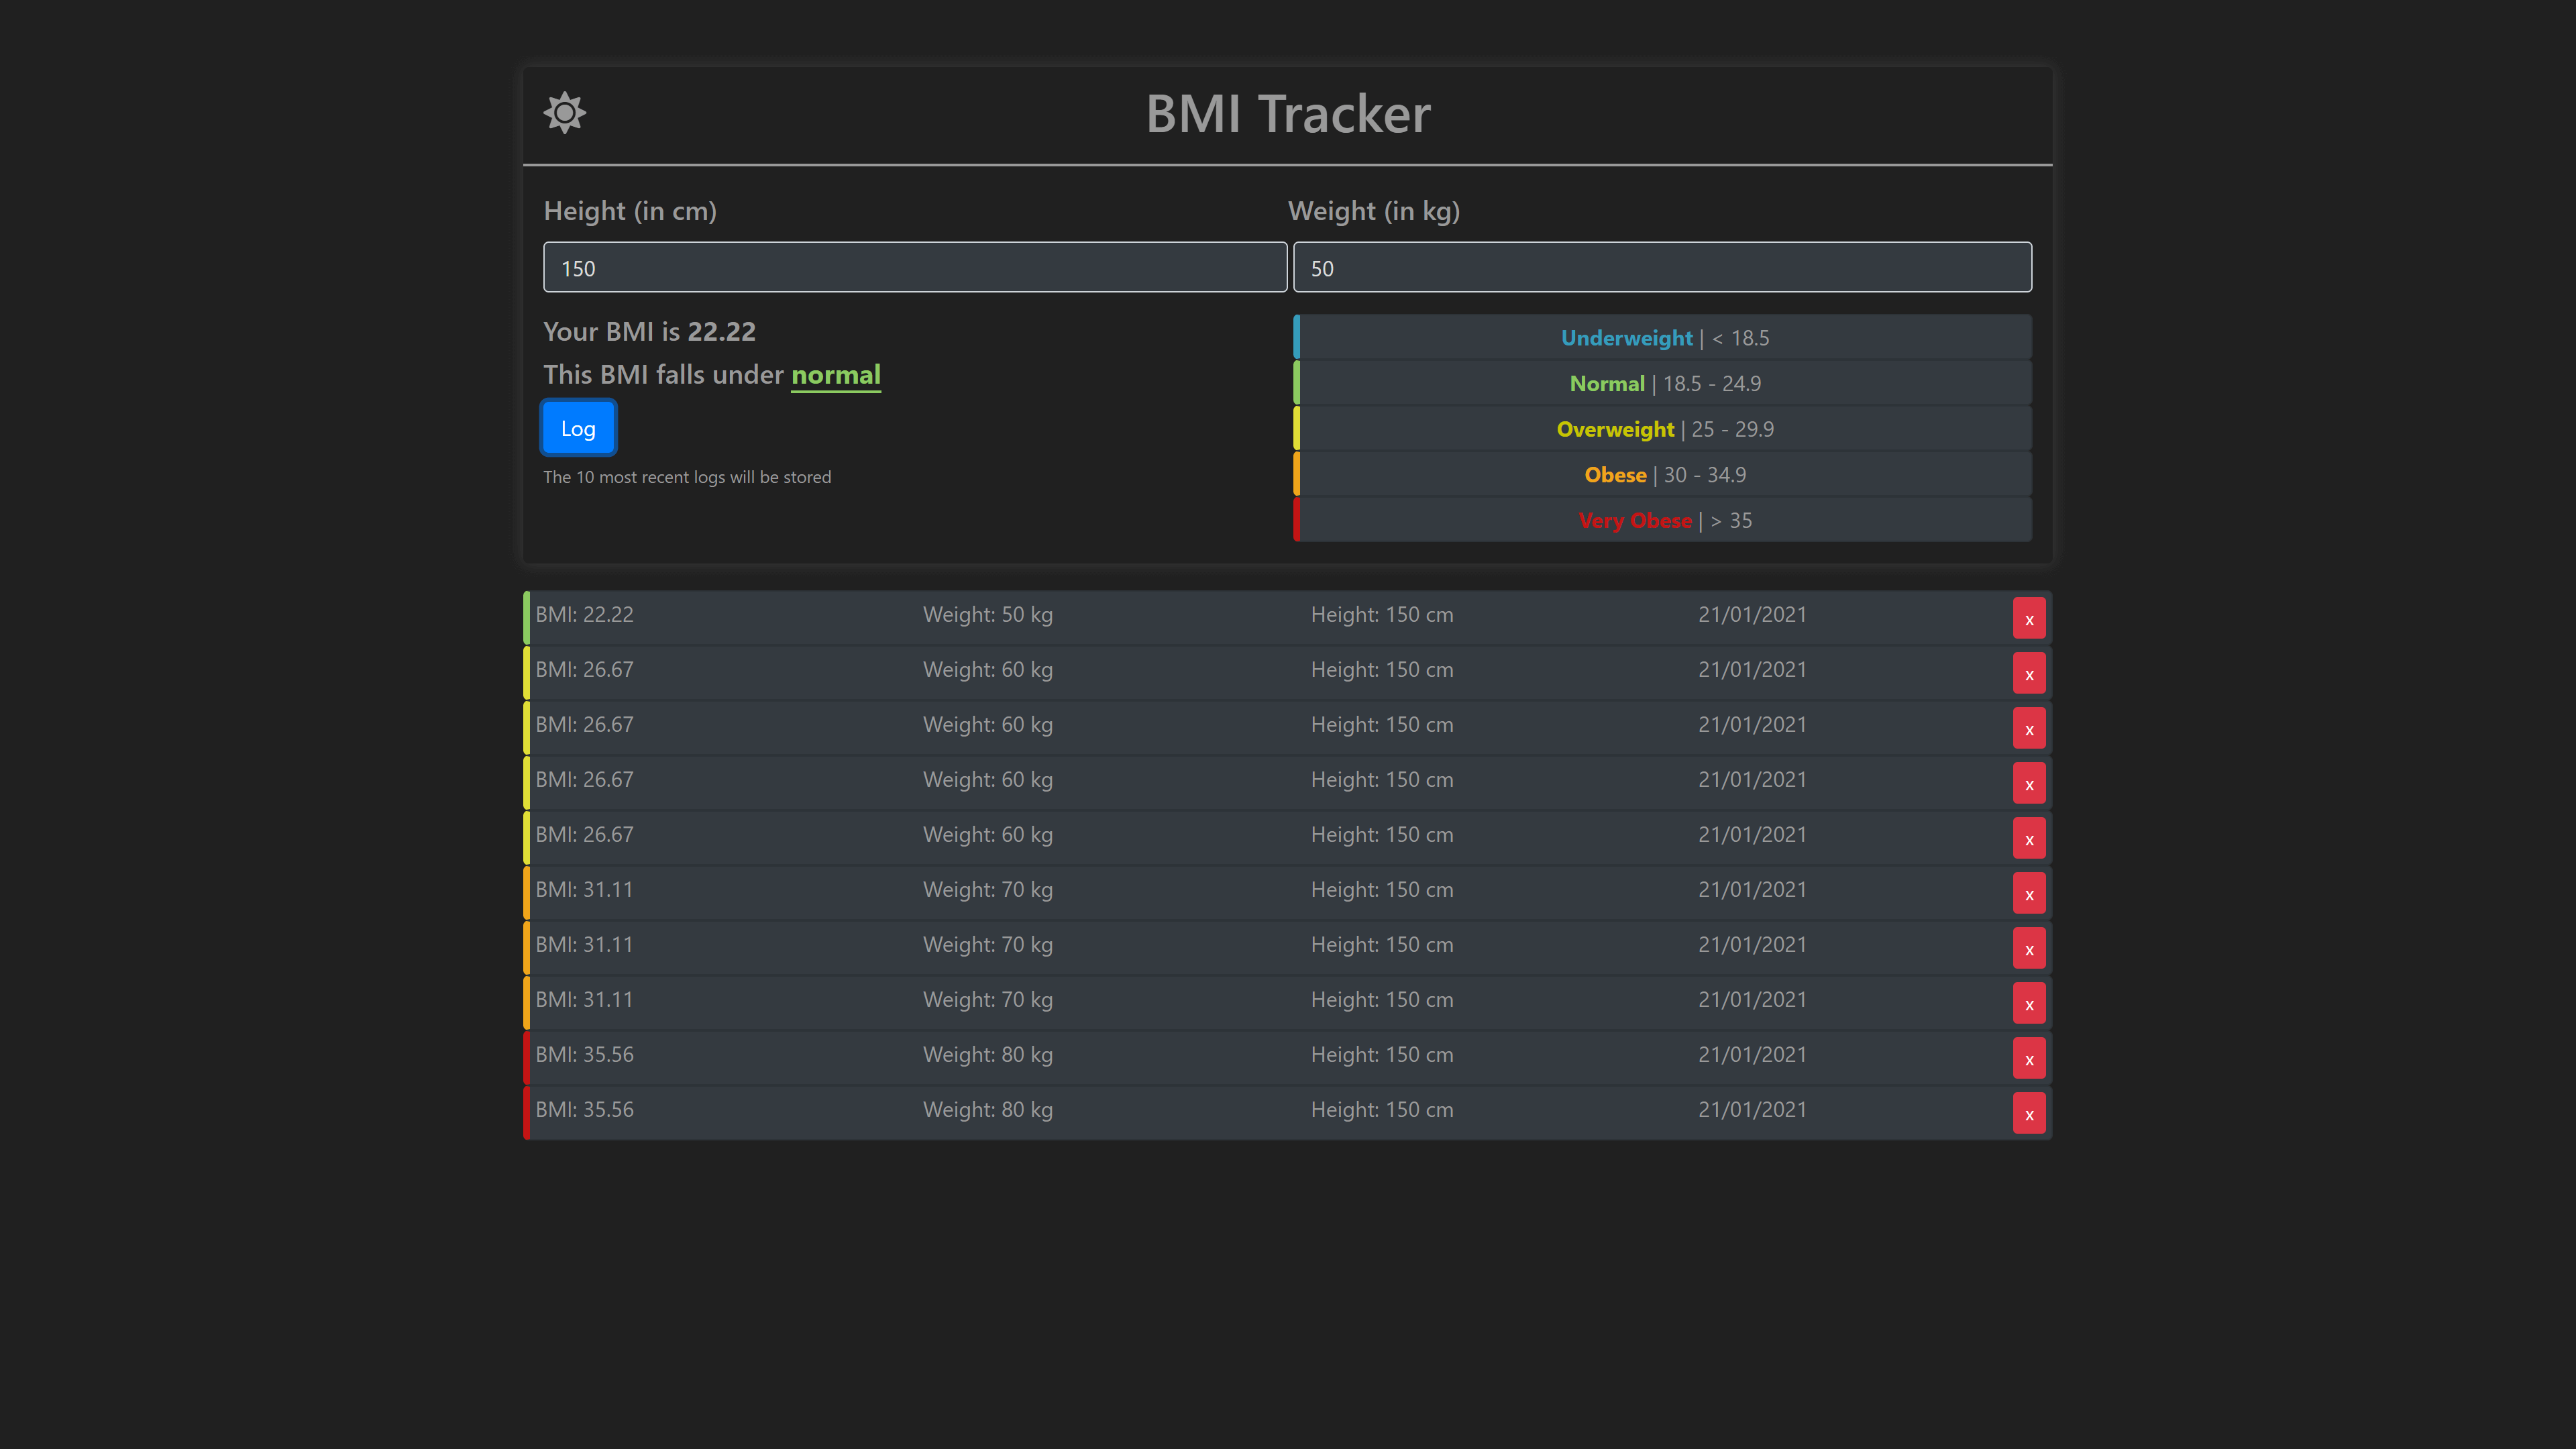 BMI Tracker
Height (in cm) Weight (in kg)
150 50
Your BMI is 22.22
This BMI falls under normal
Log
The 10 most recent logs will be stored
Underweight | < 18.5
Normal | 18.5 - 24.9
Overweight | 25 - 29.9
Obese | 30 - 34.9
Very Obese | > 35
BMI: 22.22 Weight: 50 kg Height: 150 cm 21/01/2021 x
BMI: 26.67 Weight: 60 kg Height: 150 cm 21/01/2021 x
BMI: 26.67 Weight: 60 kg Height: 150 cm 21/01/2021 x
BMI: 26.67 Weight: 60 kg Height: 150 cm 21/01/2021 x
BMI: 26.67 Weight: 60 kg Height: 150 cm 21/01/2021 x
BMI: 31.11 Weight: 70 kg Height: 150 cm 21/01/2021 x
BMI: 31.11 Weight: 70 kg Height: 150 cm 21/01/2021 x
BMI: 31.11 Weight: 70 kg Height: 150 cm 21/01/2021 x
BMI: 35.56 Weight: 80 kg Height: 150 cm 21/01/2021 x
BMI: 35.56 Weight: 80 kg Height: 150 cm 21/01/2021 x